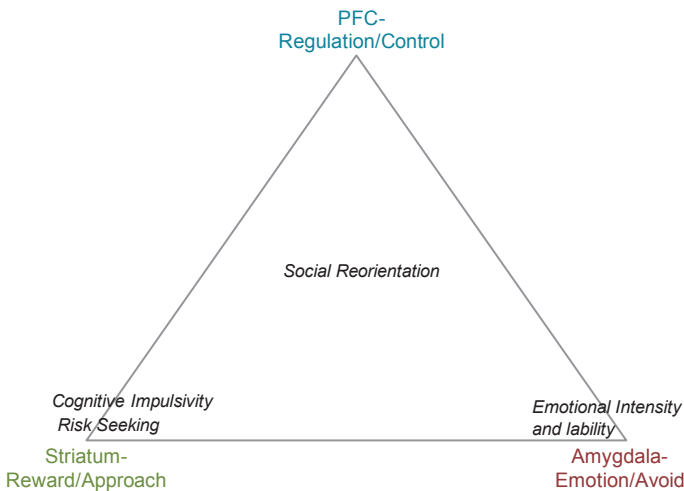 PFC-
Regulation/Control
Social Reorientation
Cognitive Impulsivity
Risk Seeking
Emotional Intensity
and lability
Striatum-
Reward/Approach
Amygdala-
Emotion/Avoid